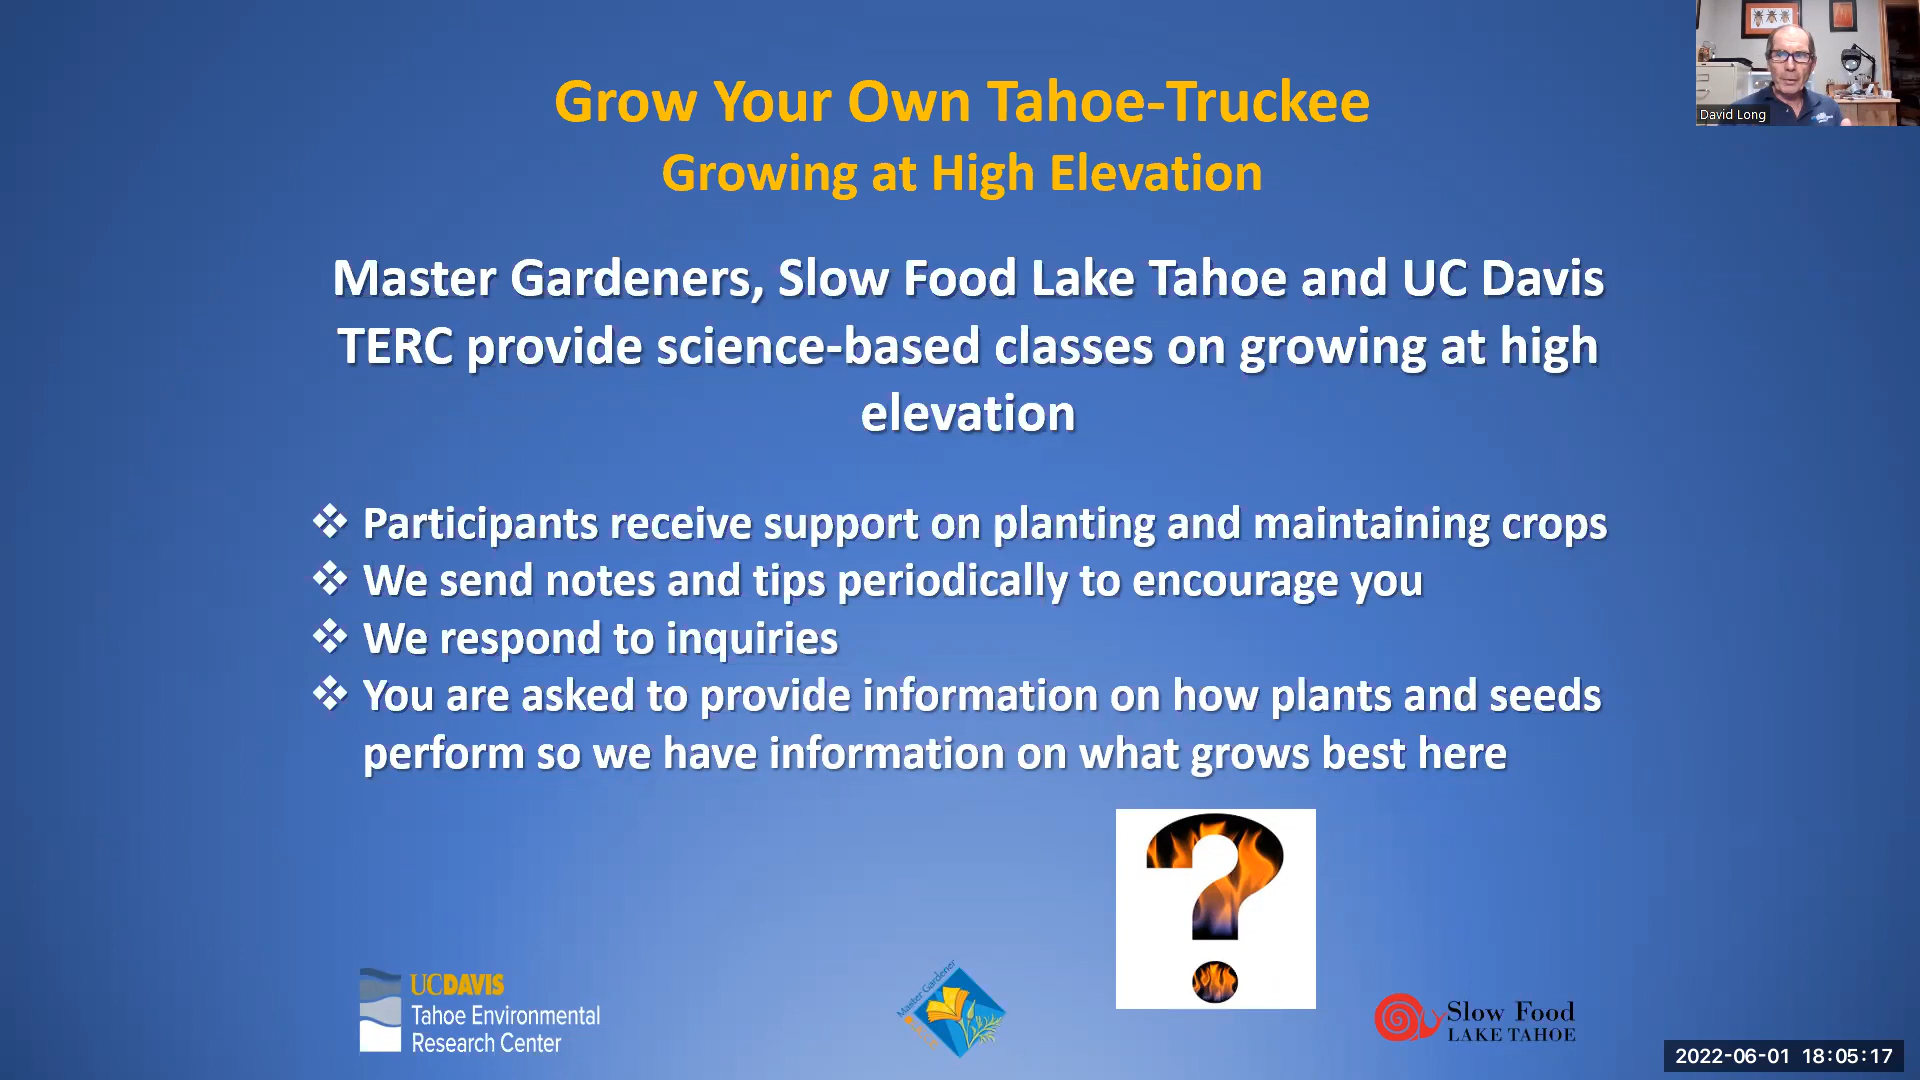 David Long
Grow Your Own Tahoe-Truckee
Growing at High Elevation
Master Gardeners, Slow Food Lake Tahoe and UC Davis
TERC provide science-based classes on growing at high
elevation
❖ Participants receive support on planting and maintaining crops
❖ We send notes and tips periodically to encourage you
❖ We respond to inquiries
❖ You are asked to provide information on how plants and seeds
perform so we have information on what grows best here
?
UCDAVIS
Tahoe Environmental
Research Center
Master Gardener
Slow Food
LAKE TAHOE
2022-06-01 18:05:17